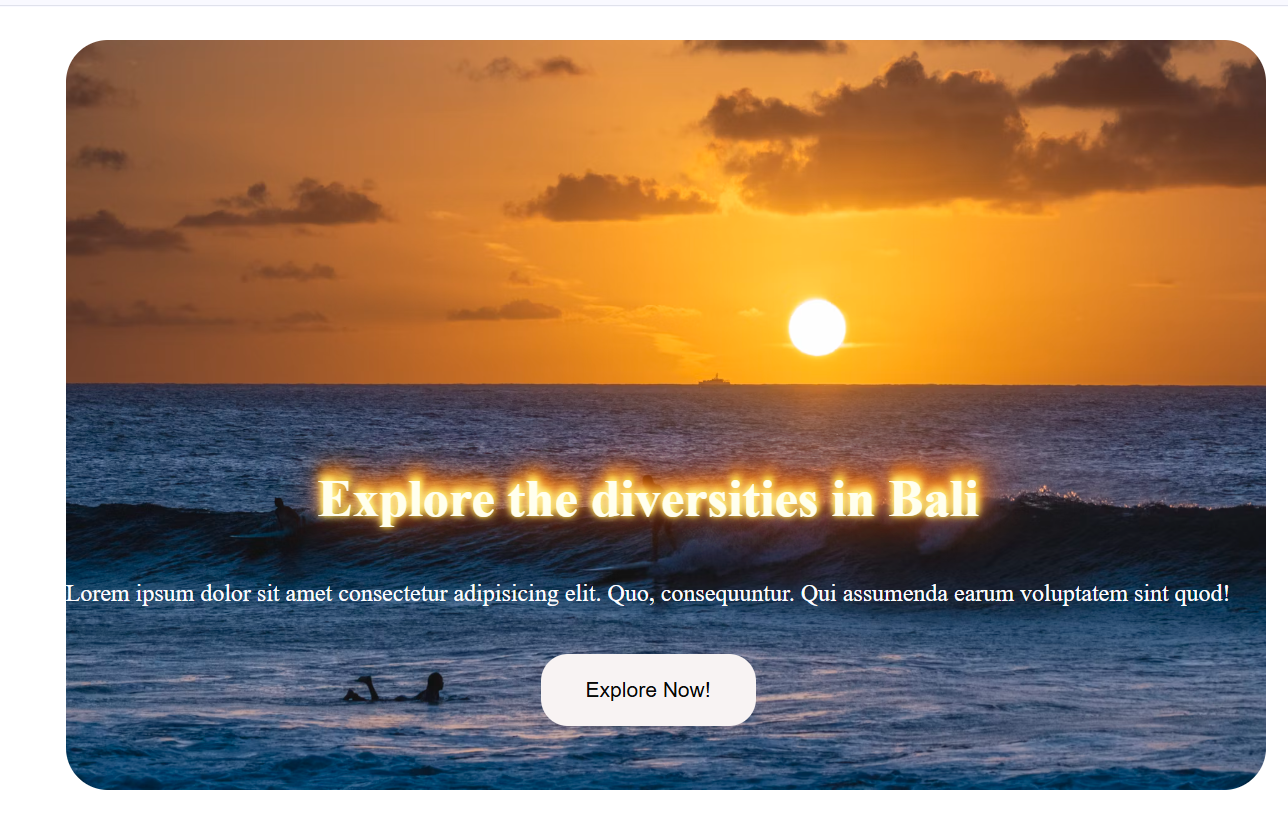 Explore the diversities in Bali
Lorem ipsum dolor sit amet consectetur adipisicing elit. Quo, consequuntur. Qui assumenda earum voluptatem sint quod!
Explore Now!